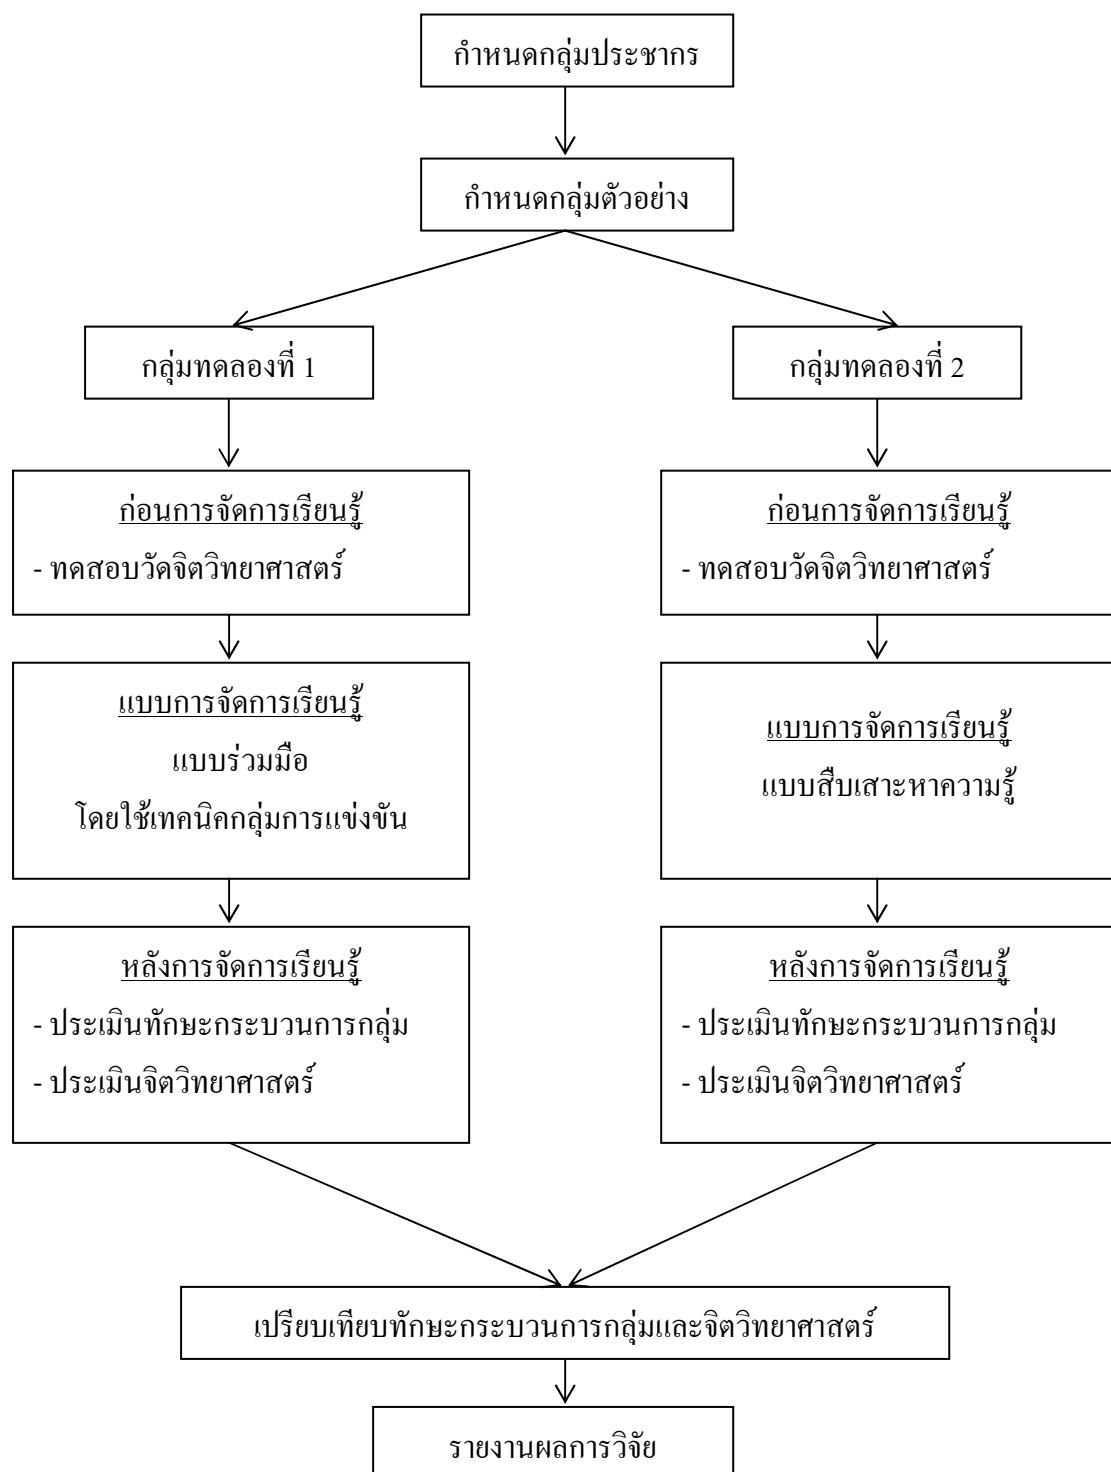 กำหนดกลุ่มประชากร
กำหนดกลุ่มตัวอย่าง
กลุ่มทดลองที่ 1
กลุ่มทดลองที่ 2
ก่อนการจัดการเรียนรู้
- ทดสอบวัดจิตวิทยาศาสตร์
ก่อนการจัดการเรียนรู้
- ทดสอบวัดจิตวิทยาศาสตร์
แบบการจัดการเรียนรู้
แบบร่วมมือ
โดยใช้เทคนิคกลุ่มการแข่งขัน
แบบการจัดการเรียนรู้
แบบสืบเสาะหาความรู้
หลังการจัดการเรียนรู้
- ประเมินทักษะกระบวนการกลุ่ม
- ประเมินจิตวิทยาศาสตร์
หลังการจัดการเรียนรู้
- ประเมินทักษะกระบวนการกลุ่ม
- ประเมินจิตวิทยาศาสตร์
เปรียบเทียบทักษะกระบวนการกลุ่มและจิตวิทยาศาสตร์
รายงานผลการวิจัย